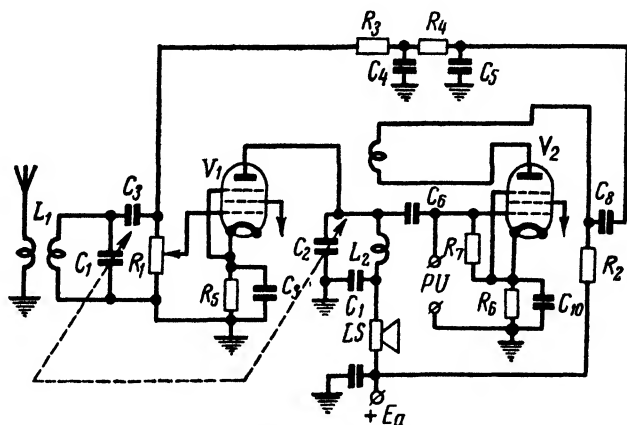 R3 R4
C4 C5
V1 V2
L1 C3 C6 C8
C1 R1 C2 L2 R7 R2
R5 C3 C1 PU R6 C10
LS
+ Ea